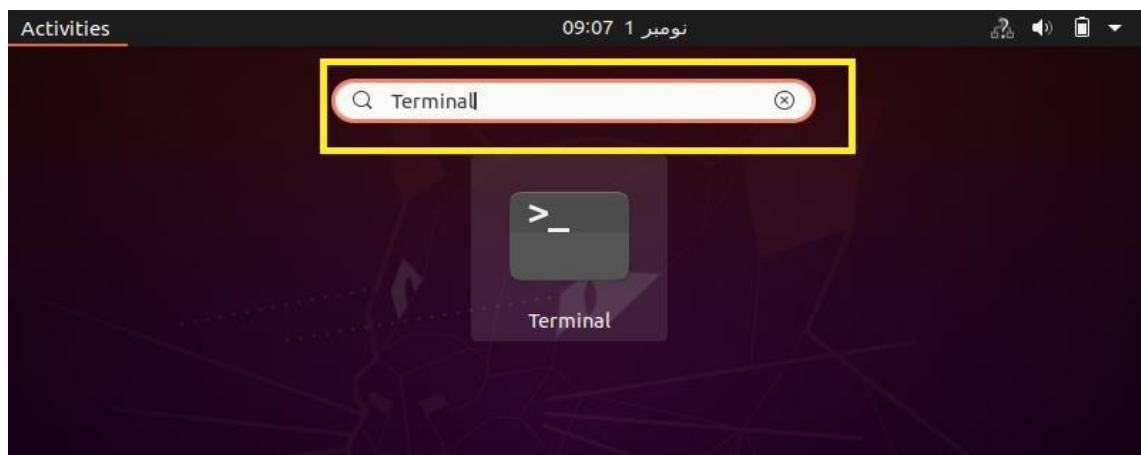 Activities
نومبر 1 09:07
Terminal
>_
Terminal